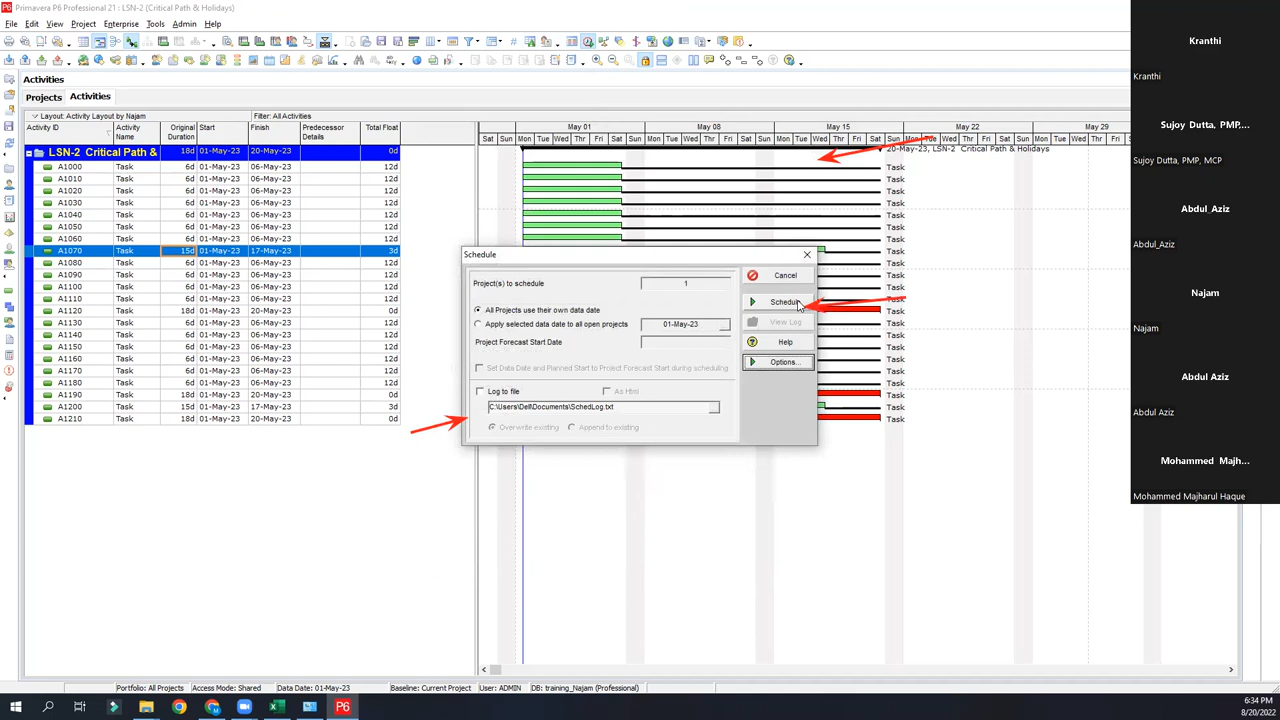 Primavera P6 Professional 21 : LSN-2 (Critical Path & Holidays)
File Edit View Project Enterprise Tools Admin Help
Activities
Projects Activities
Layout: Activity Layout by Najam Filter: All Activities
Activity ID Activity Name Original Duration Start Finish Predecessor Details Total Float
May 01 May 08 May 15 May 22 May 29
Sat Sun Mon Tue Wed Thr Fri Sat Sun Mon Tue Wed Thr Fri Sat Sun Mon Tue Wed Thr Fri Sat Sun Mon Tue Wed Thr Fri Sat Sun Mon Tue Wed Thr Fri Sat
LSN-2 Critical Path & 18d 01-May-23 20-May-23 0d
20-May-23, LSN-2 Critical Path & Holidays
A1000 Task 6d 01-May-23 06-May-23 12d Task
A1010 Task 6d 01-May-23 06-May-23 12d Task
A1020 Task 6d 01-May-23 06-May-23 12d Task
A1030 Task 6d 01-May-23 06-May-23 12d Task
A1040 Task 6d 01-May-23 06-May-23 12d Task
A1050 Task 6d 01-May-23 06-May-23 12d Task
A1060 Task 6d 01-May-23 06-May-23 12d Task
A1070 Task 15d 01-May-23 17-May-23 3d Task
A1080 Task 6d 01-May-23 06-May-23 12d Task
A1090 Task 6d 01-May-23 06-May-23 12d Task
A1100 Task 6d 01-May-23 06-May-23 12d Task
A1110 Task 6d 01-May-23 06-May-23 12d Task
A1120 Task 18d 01-May-23 20-May-23 0d Task
A1130 Task 6d 01-May-23 06-May-23 12d Task
A1140 Task 6d 01-May-23 06-May-23 12d Task
A1150 Task 6d 01-May-23 06-May-23 12d Task
A1160 Task 6d 01-May-23 06-May-23 12d Task
A1170 Task 6d 01-May-23 06-May-23 12d Task
A1180 Task 6d 01-May-23 06-May-23 12d Task
A1190 Task 18d 01-May-23 20-May-23 0d Task
A1200 Task 15d 01-May-23 17-May-23 3d Task
A1210 Task 18d 01-May-23 20-May-23 0d Task
Schedule
Project(s) to schedule 1
Cancel
All Projects use their own data date
Schedule
Apply selected data date to all open projects 01-May-23
View Log
Project Forecast Start Date
Help
Set Data Date and Planned Start to Project Forecast Start during scheduling
Options...
Log to file As Html
C:\Users\Dell\Documents\SchedLog.txt
Overwrite existing Append to existing
Kranthi
Kranthi
Sujoy Dutta, PMP,...
Sujoy Dutta, PMP, MCP
Abdul_Aziz
Abdul_Aziz
Najam
Najam
Abdul Aziz
Abdul Aziz
Mohammed Majh...
Mohammed Majharul Haque
Portfolio: All Projects Access Mode: Shared Data Date: 01-May-23 Baseline: Current Project User: ADMIN DB: training_Najam (Professional)
P6
6:34 PM
8/20/2022